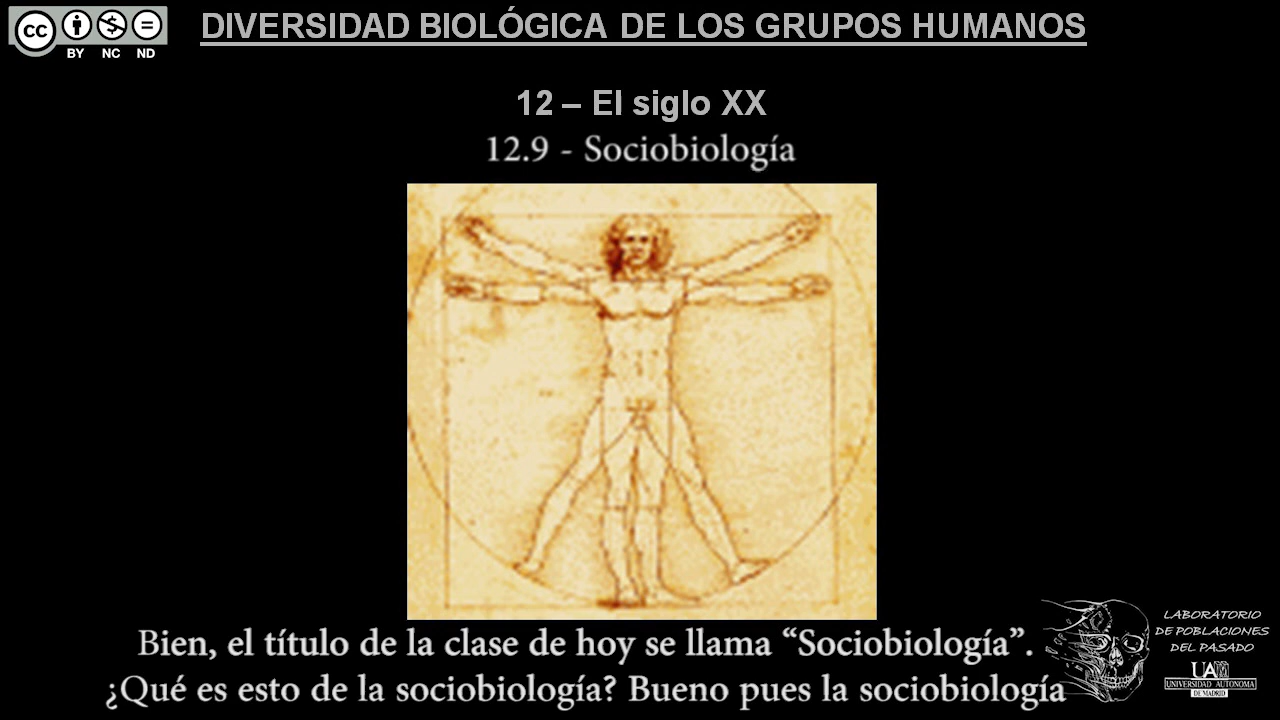 DIVERSIDAD BIOLÓGICA DE LOS GRUPOS HUMANOS
cc
BY NC ND
12 – El siglo XX
12.9 - Sociobiología
Bien, el título de la clase de hoy se llama “Sociobiología”.
¿Qué es esto de la sociobiología? Bueno pues la sociobiología
LABORATORIO
DE POBLACIONES
DEL PASADO
UAM
UNIVERSIDAD AUTONOMA
DE MADRID